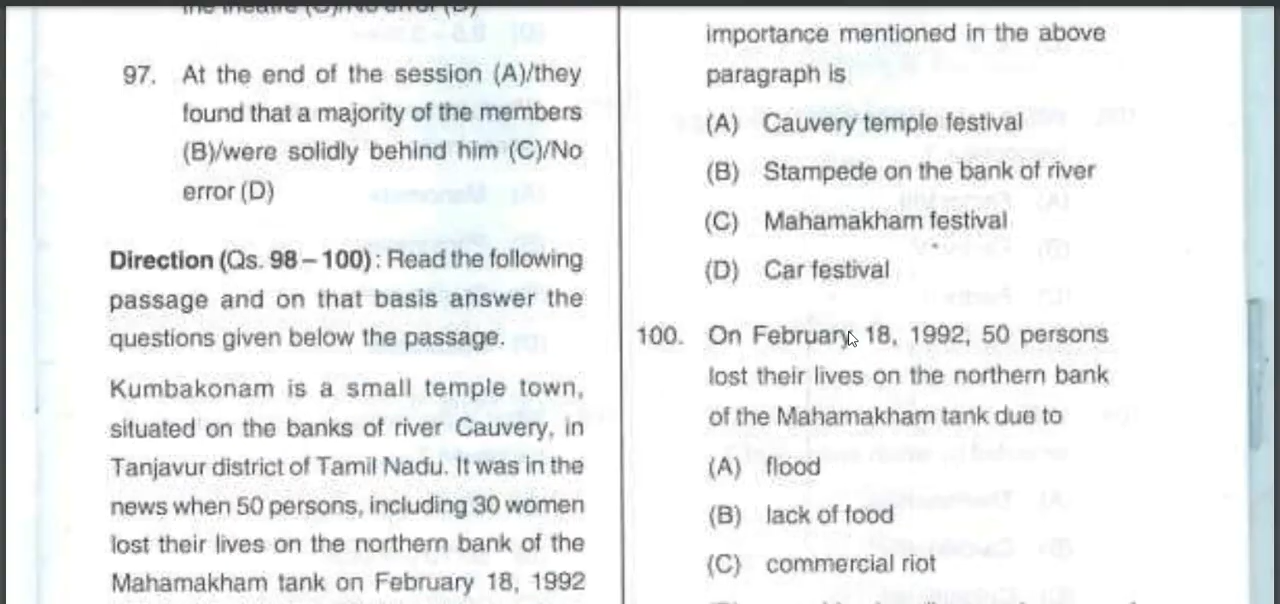 the theatre (C)/No error (D)
97. At the end of the session (A)/they
found that a majority of the members
(B)/were solidly behind him (C)/No
error (D)
Direction (Qs. 98 – 100) : Read the following
passage and on that basis answer the
questions given below the passage.
Kumbakonam is a small temple town,
situated on the banks of river Cauvery, in
Tanjavur district of Tamil Nadu. It was in the
news when 50 persons, including 30 women
lost their lives on the northern bank of the
Mahamakham tank on February 18, 1992
importance mentioned in the above
paragraph is
(A) Cauvery temple festival
(B) Stampede on the bank of river
(C) Mahamakham festival
(D) Car festival
100. On February 18, 1992, 50 persons
lost their lives on the northern bank
of the Mahamakham tank due to
(A) flood
(B) lack of food
(C) commercial riot